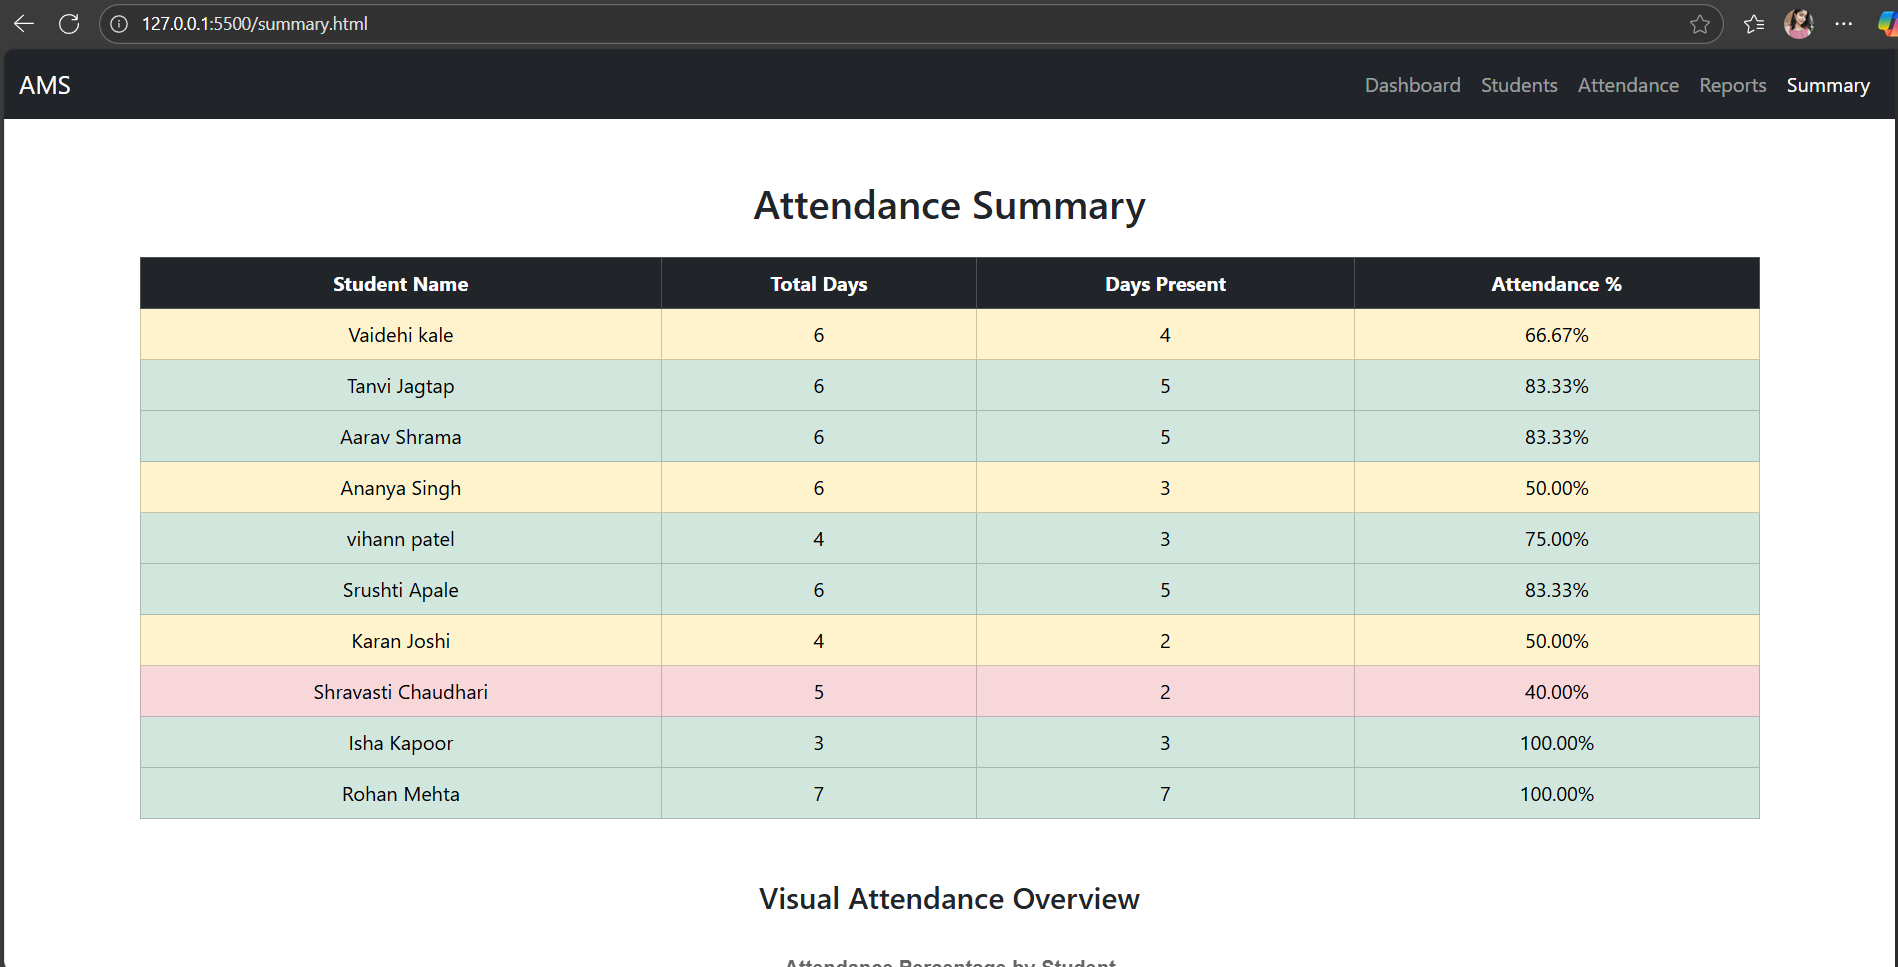 127.0.0.1:5500/summary.html
AMS Dashboard Students Attendance Reports Summary
Attendance Summary
Student Name Total Days Days Present Attendance %
Vaidehi kale 6 4 66.67%
Tanvi Jagtap 6 5 83.33%
Aarav Shrama 6 5 83.33%
Ananya Singh 6 3 50.00%
vihann patel 4 3 75.00%
Srushti Apale 6 5 83.33%
Karan Joshi 4 2 50.00%
Shravasti Chaudhari 5 2 40.00%
Isha Kapoor 3 3 100.00%
Rohan Mehta 7 7 100.00%
Visual Attendance Overview
Attendance Percentage by Student